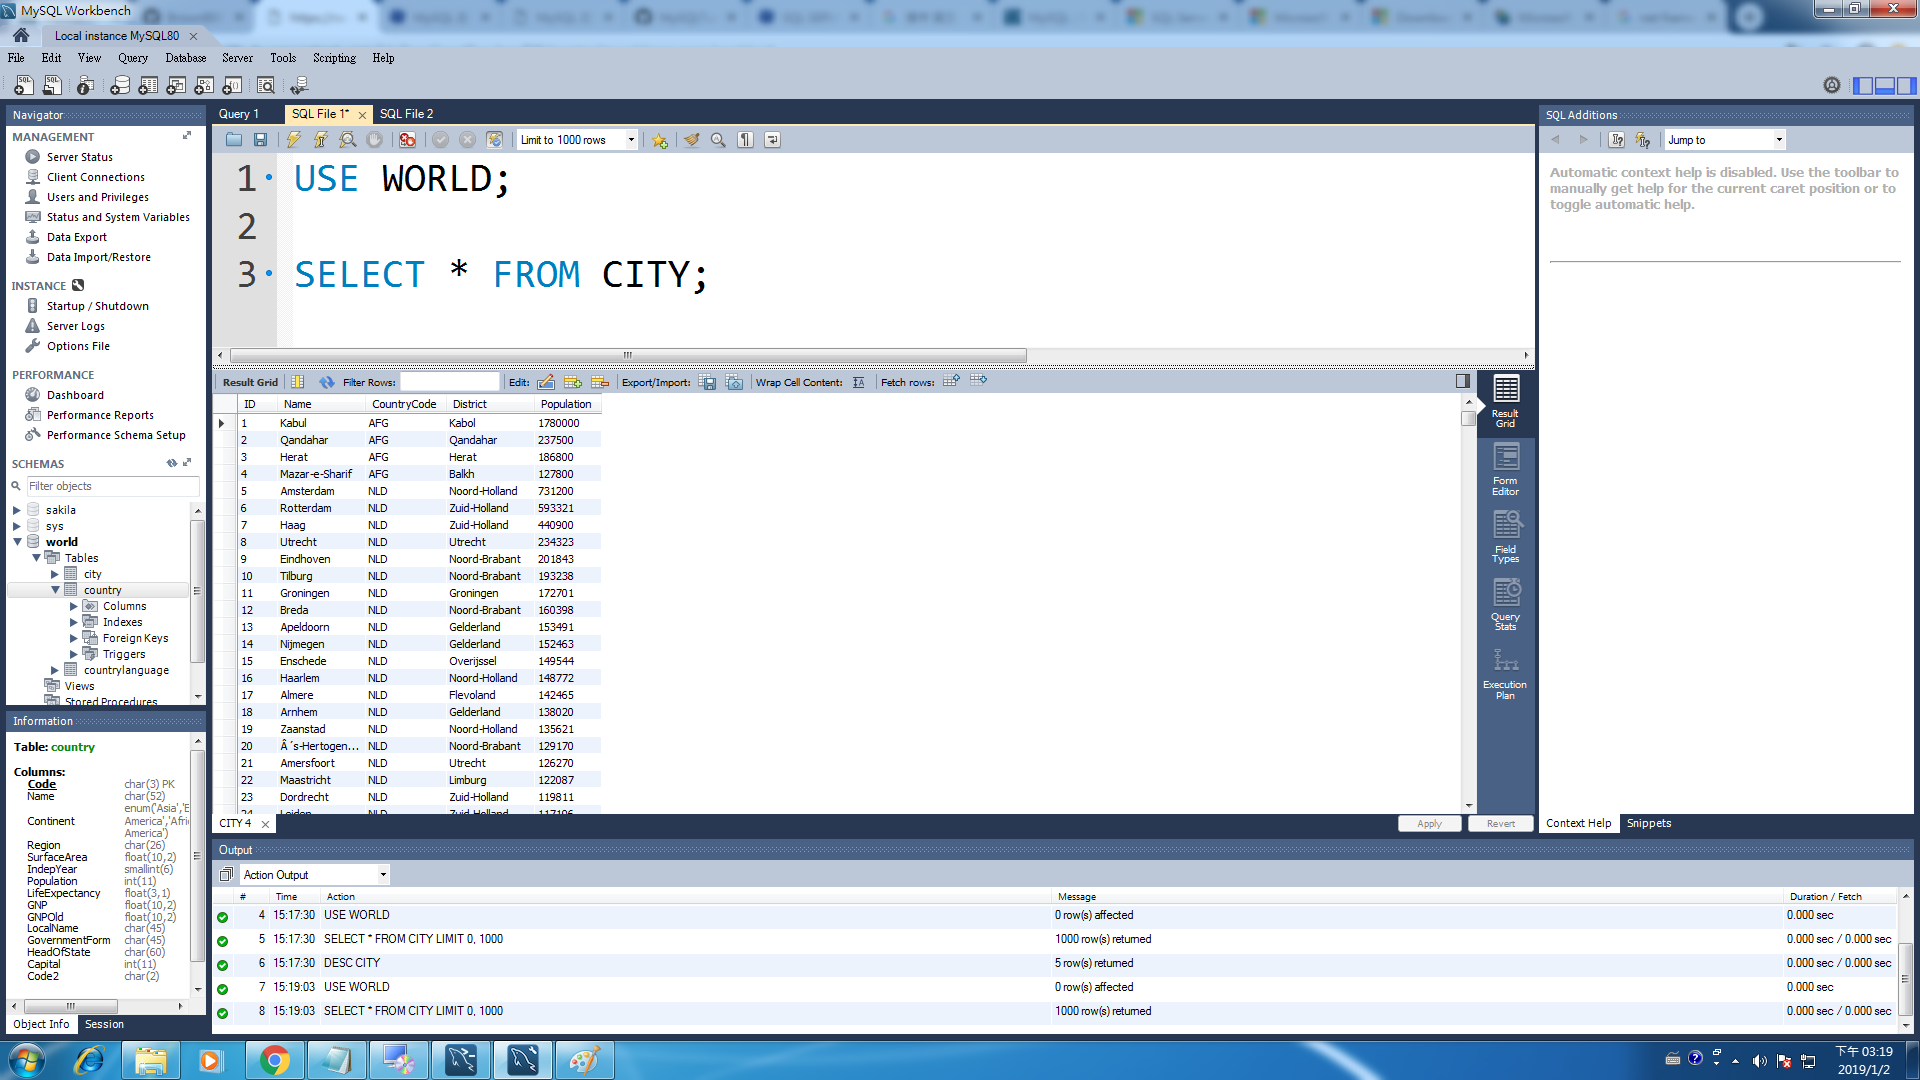 MySQL Workbench
Local instance MySQL80
File Edit View Query Database Server Tools Scripting Help
Navigator
MANAGEMENT
Server Status
Client Connections
Users and Privileges
Status and System Variables
Data Export
Data Import/Restore
INSTANCE
Startup / Shutdown
Server Logs
Options File
PERFORMANCE
Dashboard
Performance Reports
Performance Schema Setup
SCHEMAS
Filter objects
sakila
sys
world
Tables
city
country
Columns
Indexes
Foreign Keys
Triggers
countrylanguage
Views
Stored Procedures
Information
Table: country
Columns:
Code char(3) PK
Name char(52)
enum('Asia','E
Continent America','Afri
America')
Region char(26)
SurfaceArea float(10,2)
IndepYear smallint(6)
Population int(11)
LifeExpectancy float(3,1)
GNP float(10,2)
GNPOld float(10,2)
LocalName char(45)
GovernmentForm char(45)
HeadOfState char(60)
Capital int(11)
Code2 char(2)
Object Info Session
Query 1 SQL File 1* SQL File 2
Limit to 1000 rows
1 USE WORLD;
2
3 SELECT * FROM CITY;
Result Grid Filter Rows: Edit: Export/Import: Wrap Cell Content: Fetch rows:
ID Name CountryCode District Population
1 Kabul AFG Kabol 1780000
2 Qandahar AFG Qandahar 237500
3 Herat AFG Herat 186800
4 Mazar-e-Sharif AFG Balkh 127800
5 Amsterdam NLD Noord-Holland 731200
6 Rotterdam NLD Zuid-Holland 593321
7 Haag NLD Zuid-Holland 440900
8 Utrecht NLD Utrecht 234323
9 Eindhoven NLD Noord-Brabant 201843
10 Tilburg NLD Noord-Brabant 193238
11 Groningen NLD Groningen 172701
12 Breda NLD Noord-Brabant 160398
13 Apeldoorn NLD Gelderland 153491
14 Nijmegen NLD Gelderland 152463
15 Enschede NLD Overijssel 149544
16 Haarlem NLD Noord-Holland 148772
17 Almere NLD Flevoland 142465
18 Arnhem NLD Gelderland 138020
19 Zaanstad NLD Noord-Holland 135621
20 Â´s-Hertogen... NLD Noord-Brabant 129170
21 Amersfoort NLD Utrecht 126270
22 Maastricht NLD Limburg 122087
23 Dordrecht NLD Zuid-Holland 119811
24 Leiden NLD Zuid-Holland 117196
Result Grid
Form Editor
Field Types
Query Stats
Execution Plan
CITY 4 Apply Revert
SQL Additions
Jump to
Automatic context help is disabled. Use the toolbar to
manually get help for the current caret position or to
toggle automatic help.
Context Help Snippets
Output
Action Output
# Time Action Message Duration / Fetch
4 15:17:30 USE WORLD 0 row(s) affected 0.000 sec
5 15:17:30 SELECT * FROM CITY LIMIT 0, 1000 1000 row(s) returned 0.000 sec / 0.000 sec
6 15:17:30 DESC CITY 5 row(s) returned 0.000 sec / 0.000 sec
7 15:19:03 USE WORLD 0 row(s) affected 0.000 sec
8 15:19:03 SELECT * FROM CITY LIMIT 0, 1000 1000 row(s) returned 0.000 sec / 0.000 sec
下午 03:19
2019/1/2